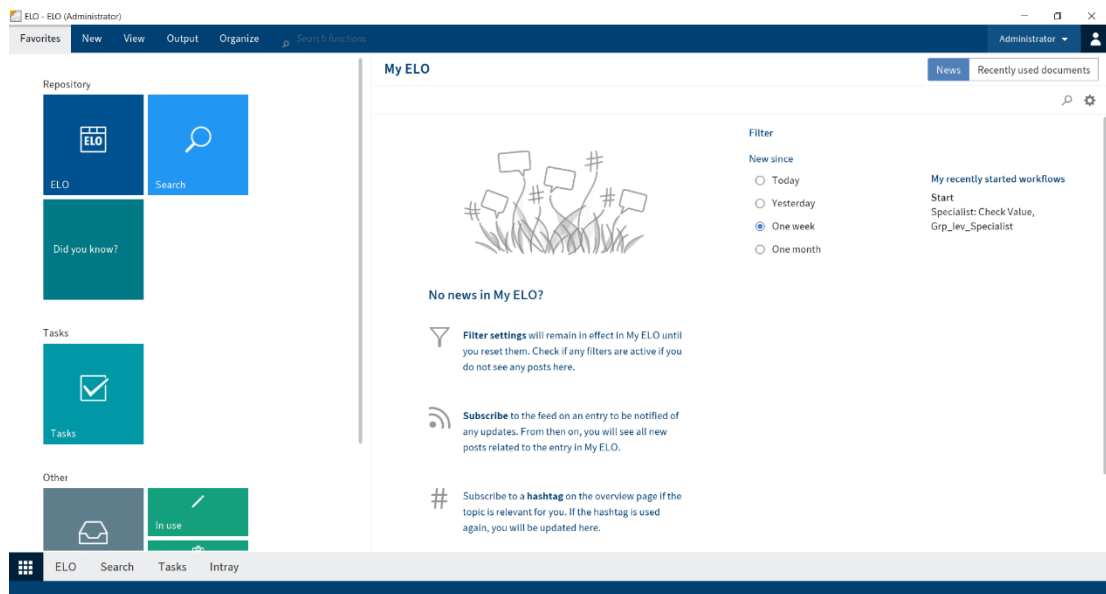 ELO - ELO (Administrator)
Favorites New View Output Organize Search functions Administrator
My ELO
News Recently used documents
Repository
ELO
ELO
Search
Did you know?
Tasks
Tasks
Other
In use
Filter
New since
Today
Yesterday
One week
One month
My recently started workflows
Start
Specialist: Check Value,
Grp_lev_Specialist
No news in My ELO?
Filter settings will remain in effect in My ELO until
you reset them. Check if any filters are active if you
do not see any posts here.
Subscribe to the feed on an entry to be notified of
any updates. From then on, you will see all new
posts related to the entry in My ELO.
Subscribe to a hashtag on the overview page if the
topic is relevant for you. If the hashtag is used
again, you will be updated here.
ELO Search Tasks Intray